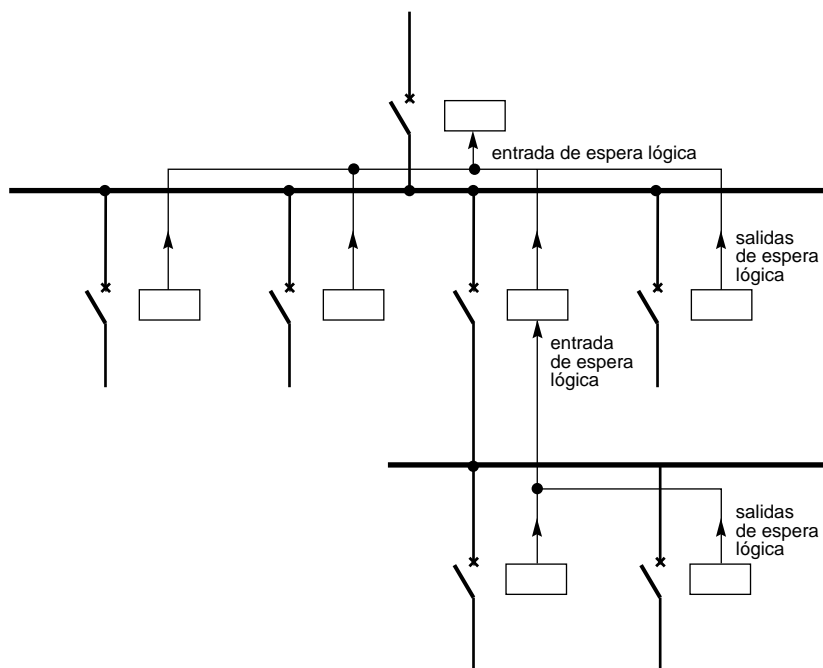 entrada de espera lógica
salidas
de espera
lógica
entrada
de espera
lógica
salidas
de espera
lógica